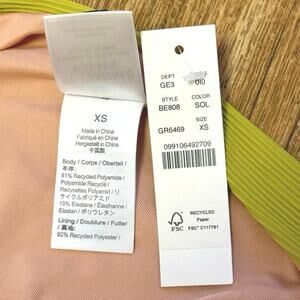 XS
Made in China
Fabriqué en Chine
Hergestellt in China
中国製
Body / Corps / Oberteil /
本体:
81% Recycled Polyamide /
Polyamide Recyclé /
Recyceltes Polyamid / リ
サイクルポリアミド
19% Elastane / Élasthanne /
Elastan / ポリウレタン
Lining / Doublure / Futter
/ 裏地:
92% Recycled Polyester /
DEPT
GE3 010
STYLE COLOR
BE808 SOL
SIZE
GR6469 XS
099106492709
FSC
RECYCLED
Paper
FSC® C117781